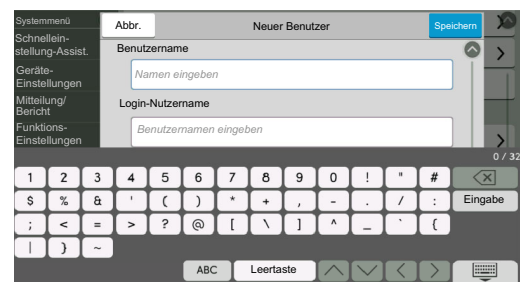 Systemmenü
Abbr.
Neuer Benutzer
Speichern
Schnellein-
stellung-Assist.
Geräte-
Einstellungen
Mitteilung/
Bericht
Funktions-
Einstellungen
Benutzername
Namen eingeben
Login-Nutzername
Benutzernamen eingeben
0 / 32
1 2 3 4 5 6 7 8 9 0 ! " #
$ % & ' ( ) * + , - . / : Eingabe
; < = > ? @ [ \ ] ^ _ ` {
| } ~
ABC Leertaste